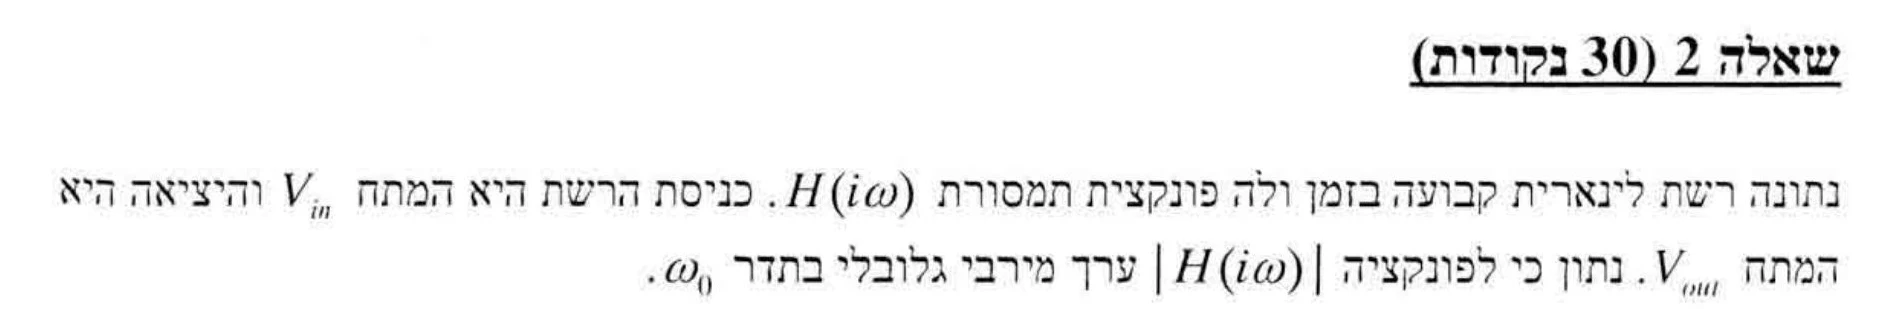 שאלה 2 (30 נקודות)
נתונה רשת לינארית קבועה בזמן ולה פונקצית תמסורת H(iω). כניסת הרשת היא המתח V_in והיציאה היא
המתח V_out. נתון כי לפונקציה |H(iω)| ערך מירבי גלובלי בתדר ω_0.